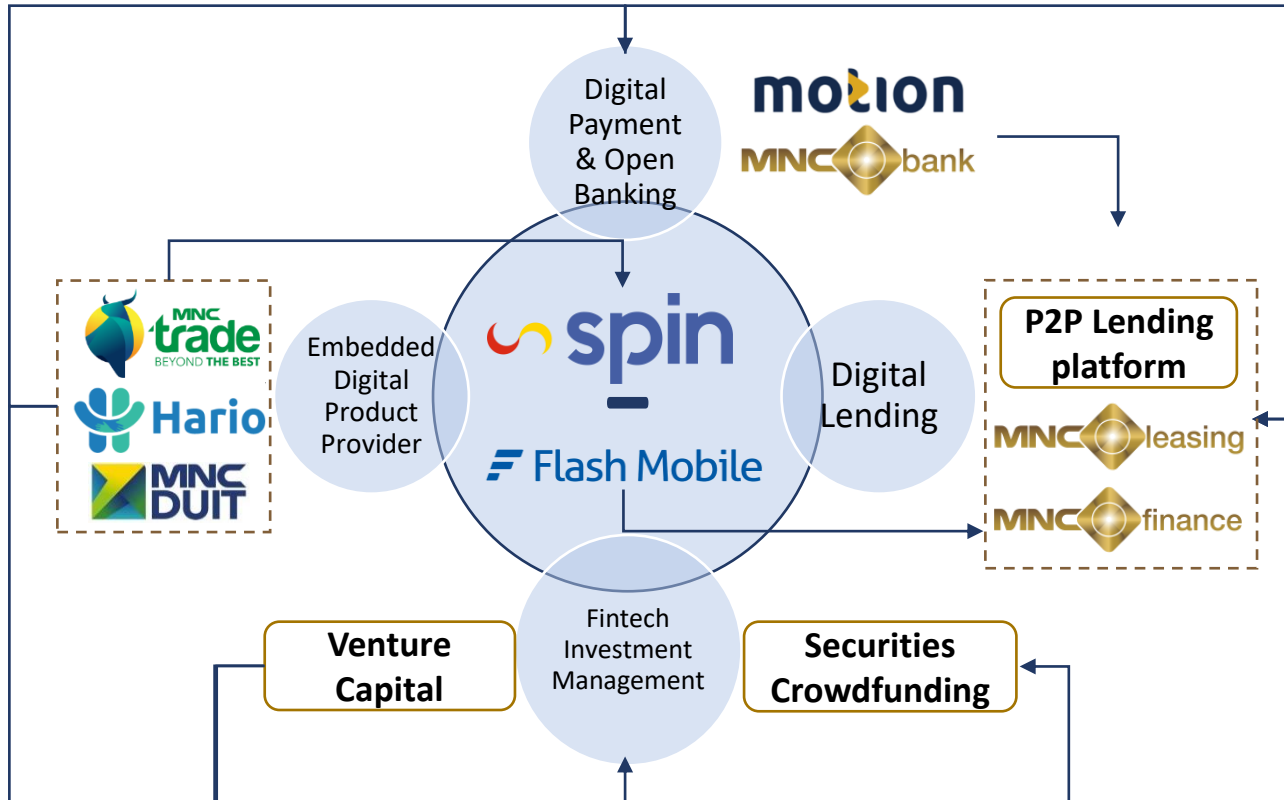 Digital
Payment
& Open
Banking
motion
MNC bank
MNC
trade
BEYOND THE BEST
Hario
MNC
DUIT
Embedded
Digital
Product
Provider
spin
Flash Mobile
Digital
Lending
P2P Lending
platform
MNC leasing
MNC finance
Venture
Capital
Fintech
Investment
Management
Securities
Crowdfunding